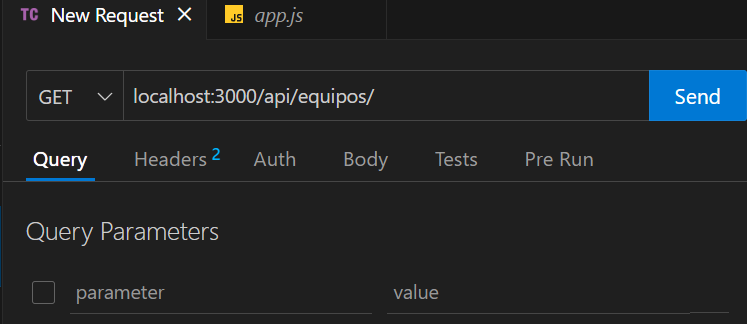 TC New Request ✕ JS app.js
GET localhost:3000/api/equipos/ Send
Query Headers 2 Auth Body Tests Pre Run
Query Parameters
parameter value